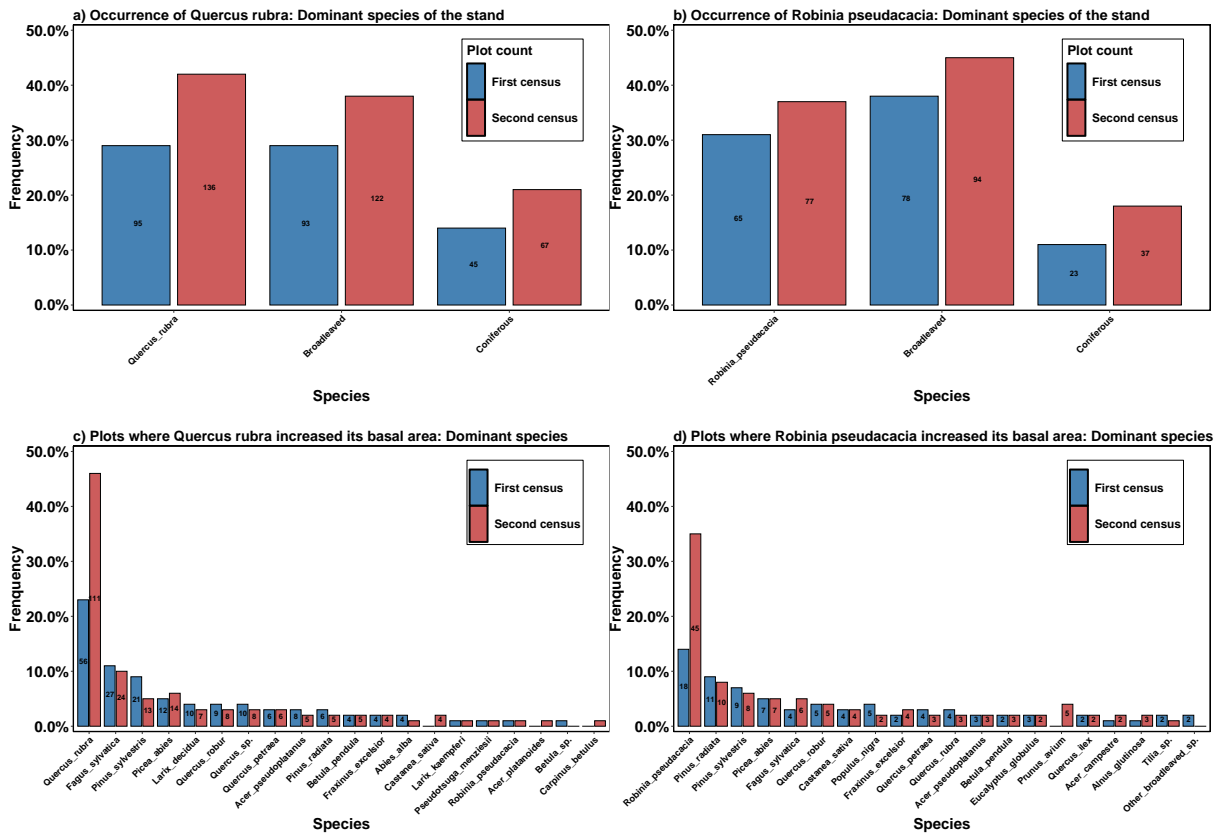 a) Occurrence of Quercus rubra: Dominant species of the stand
50.0%
40.0%
30.0%
20.0%
10.0%
0.0%
Frenquency
Plot count
First census
Second census
95
136
93
122
45
67
Quercus_rubra
Broadleaved
Coniferous
Species
b) Occurrence of Robinia pseudacacia: Dominant species of the stand
50.0%
40.0%
30.0%
20.0%
10.0%
0.0%
Frenquency
Plot count
First census
Second census
65
77
78
94
23
37
Robinia_pseudacacia
Broadleaved
Coniferous
Species
c) Plots where Quercus rubra increased its basal area: Dominant species
50.0%
40.0%
30.0%
20.0%
10.0%
0.0%
Frenquency
First census
Second census
56
111
27
24
21
13
12
14
10
7
9
8
10
8
6
6
8
5
6
5
4
5
4
4
4
4
Quercus_rubra
Fagus_sylvatica
Pinus_sylvestris
Picea_abies
Larix_decidua
Quercus_robur
Quercus_sp.
Quercus_petraea
Acer_pseudoplatanus
Pinus_radiata
Betula_pendula
Fraxinus_excelsior
Abies_alba
Castanea_sativa
Larix_kaempferi
Pseudotsuga_menziesii
Robinia_pseudacacia
Acer_platanoides
Betula_sp.
Carpinus_betulus
Species
d) Plots where Robinia pseudacacia increased its basal area: Dominant species
50.0%
40.0%
30.0%
20.0%
10.0%
0.0%
Frenquency
First census
Second census
18
45
11
10
9
8
7
7
4
6
5
5
4
4
5
2
2
4
4
3
4
3
3
3
2
3
3
2
5
2
2
2
3
2
2
Robinia_pseudacacia
Pinus_radiata
Pinus_sylvestris
Picea_abies
Fagus_sylvatica
Quercus_robur
Castanea_sativa
Populus_nigra
Fraxinus_excelsior
Quercus_petraea
Quercus_rubra
Acer_pseudoplatanus
Betula_pendula
Eucalyptus_globulus
Prunus_avium
Quercus_ilex
Acer_campestre
Alnus_glutinosa
Tilia_sp.
Other_broadleaved_sp.
Species